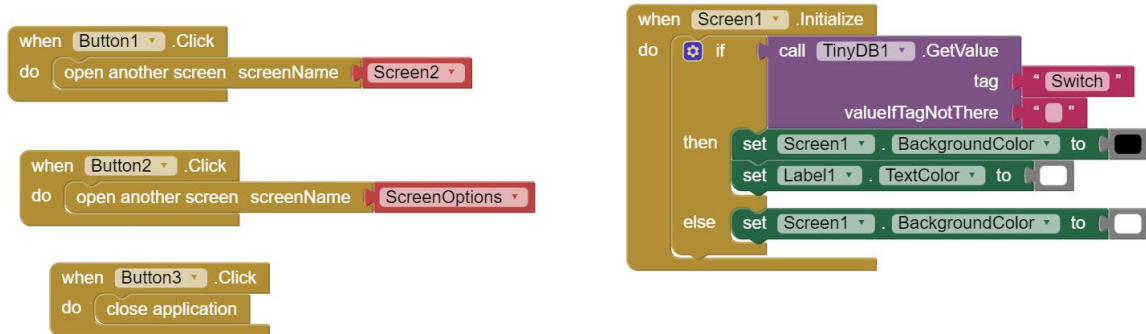 when Button1 .Click
do open another screen screenName Screen2
when Button2 .Click
do open another screen screenName ScreenOptions
when Button3 .Click
do close application
when Screen1 .Initialize
do if call TinyDB1 .GetValue
tag " Switch "
valueIfTagNotThere " "
then set Screen1 . BackgroundColor to
set Label1 . TextColor to
else set Screen1 . BackgroundColor to